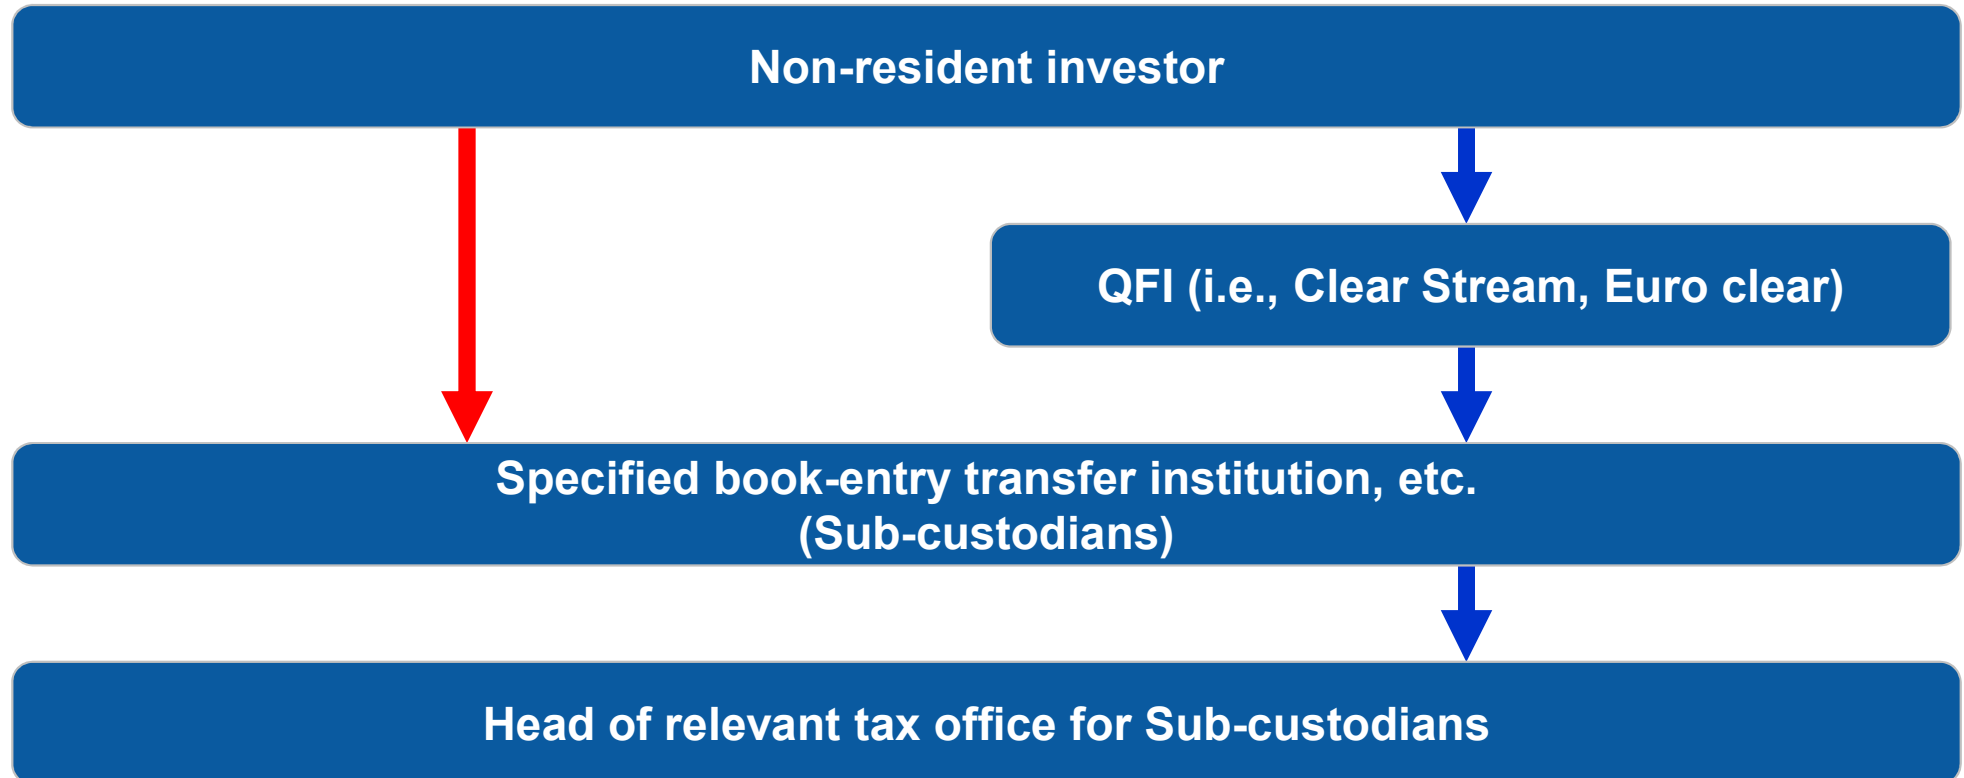 Non-resident investor
QFI (i.e., Clear Stream, Euro clear)
Specified book-entry transfer institution, etc.
(Sub-custodians)
Head of relevant tax office for Sub-custodians